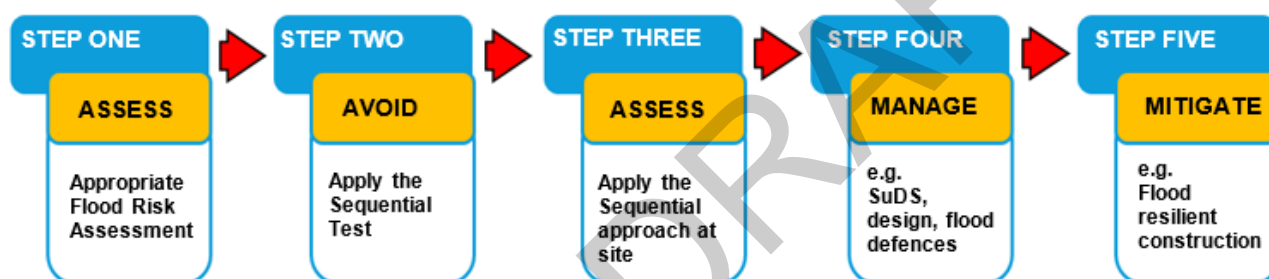 STEP ONE
ASSESS
Appropriate
Flood Risk
Assessment
STEP TWO
AVOID
Apply the
Sequential
Test
STEP THREE
ASSESS
Apply the
Sequential
approach at
site
STEP FOUR
MANAGE
e.g.
SuDS,
design, flood
defences
STEP FIVE
MITIGATE
e.g.
Flood
resilient
construction